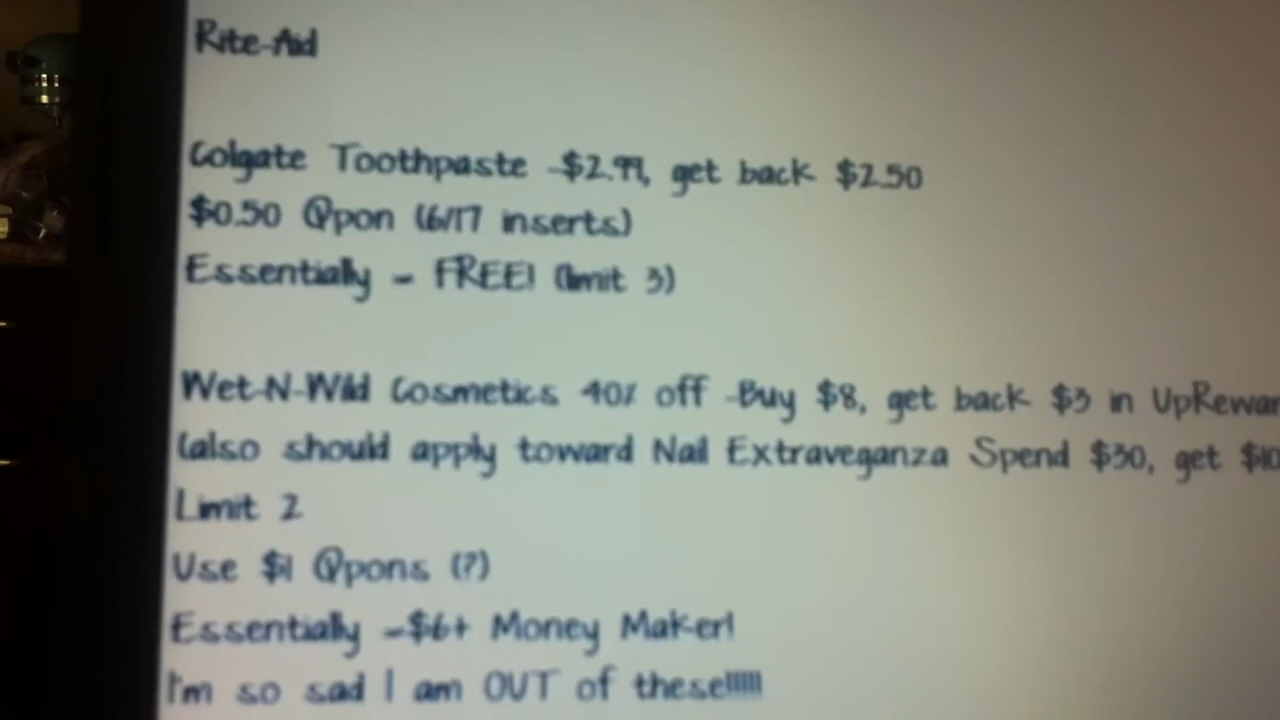 Rite-Aid
Colgate Toothpaste -$2.99, get back $2.50
$0.50 Qpon (6/17 inserts)
Essentially - FREE! (limit 3)
Wet-N-Wild Cosmetics 40% off -Buy $8, get back $3 in UpRewar
(also should apply toward Nail Extraveganza Spend $30, get $10
Limit 2
Use $1 Qpons (?)
Essentially -$6+ Money Maker!
I'm so sad I am OUT of these!!!!!